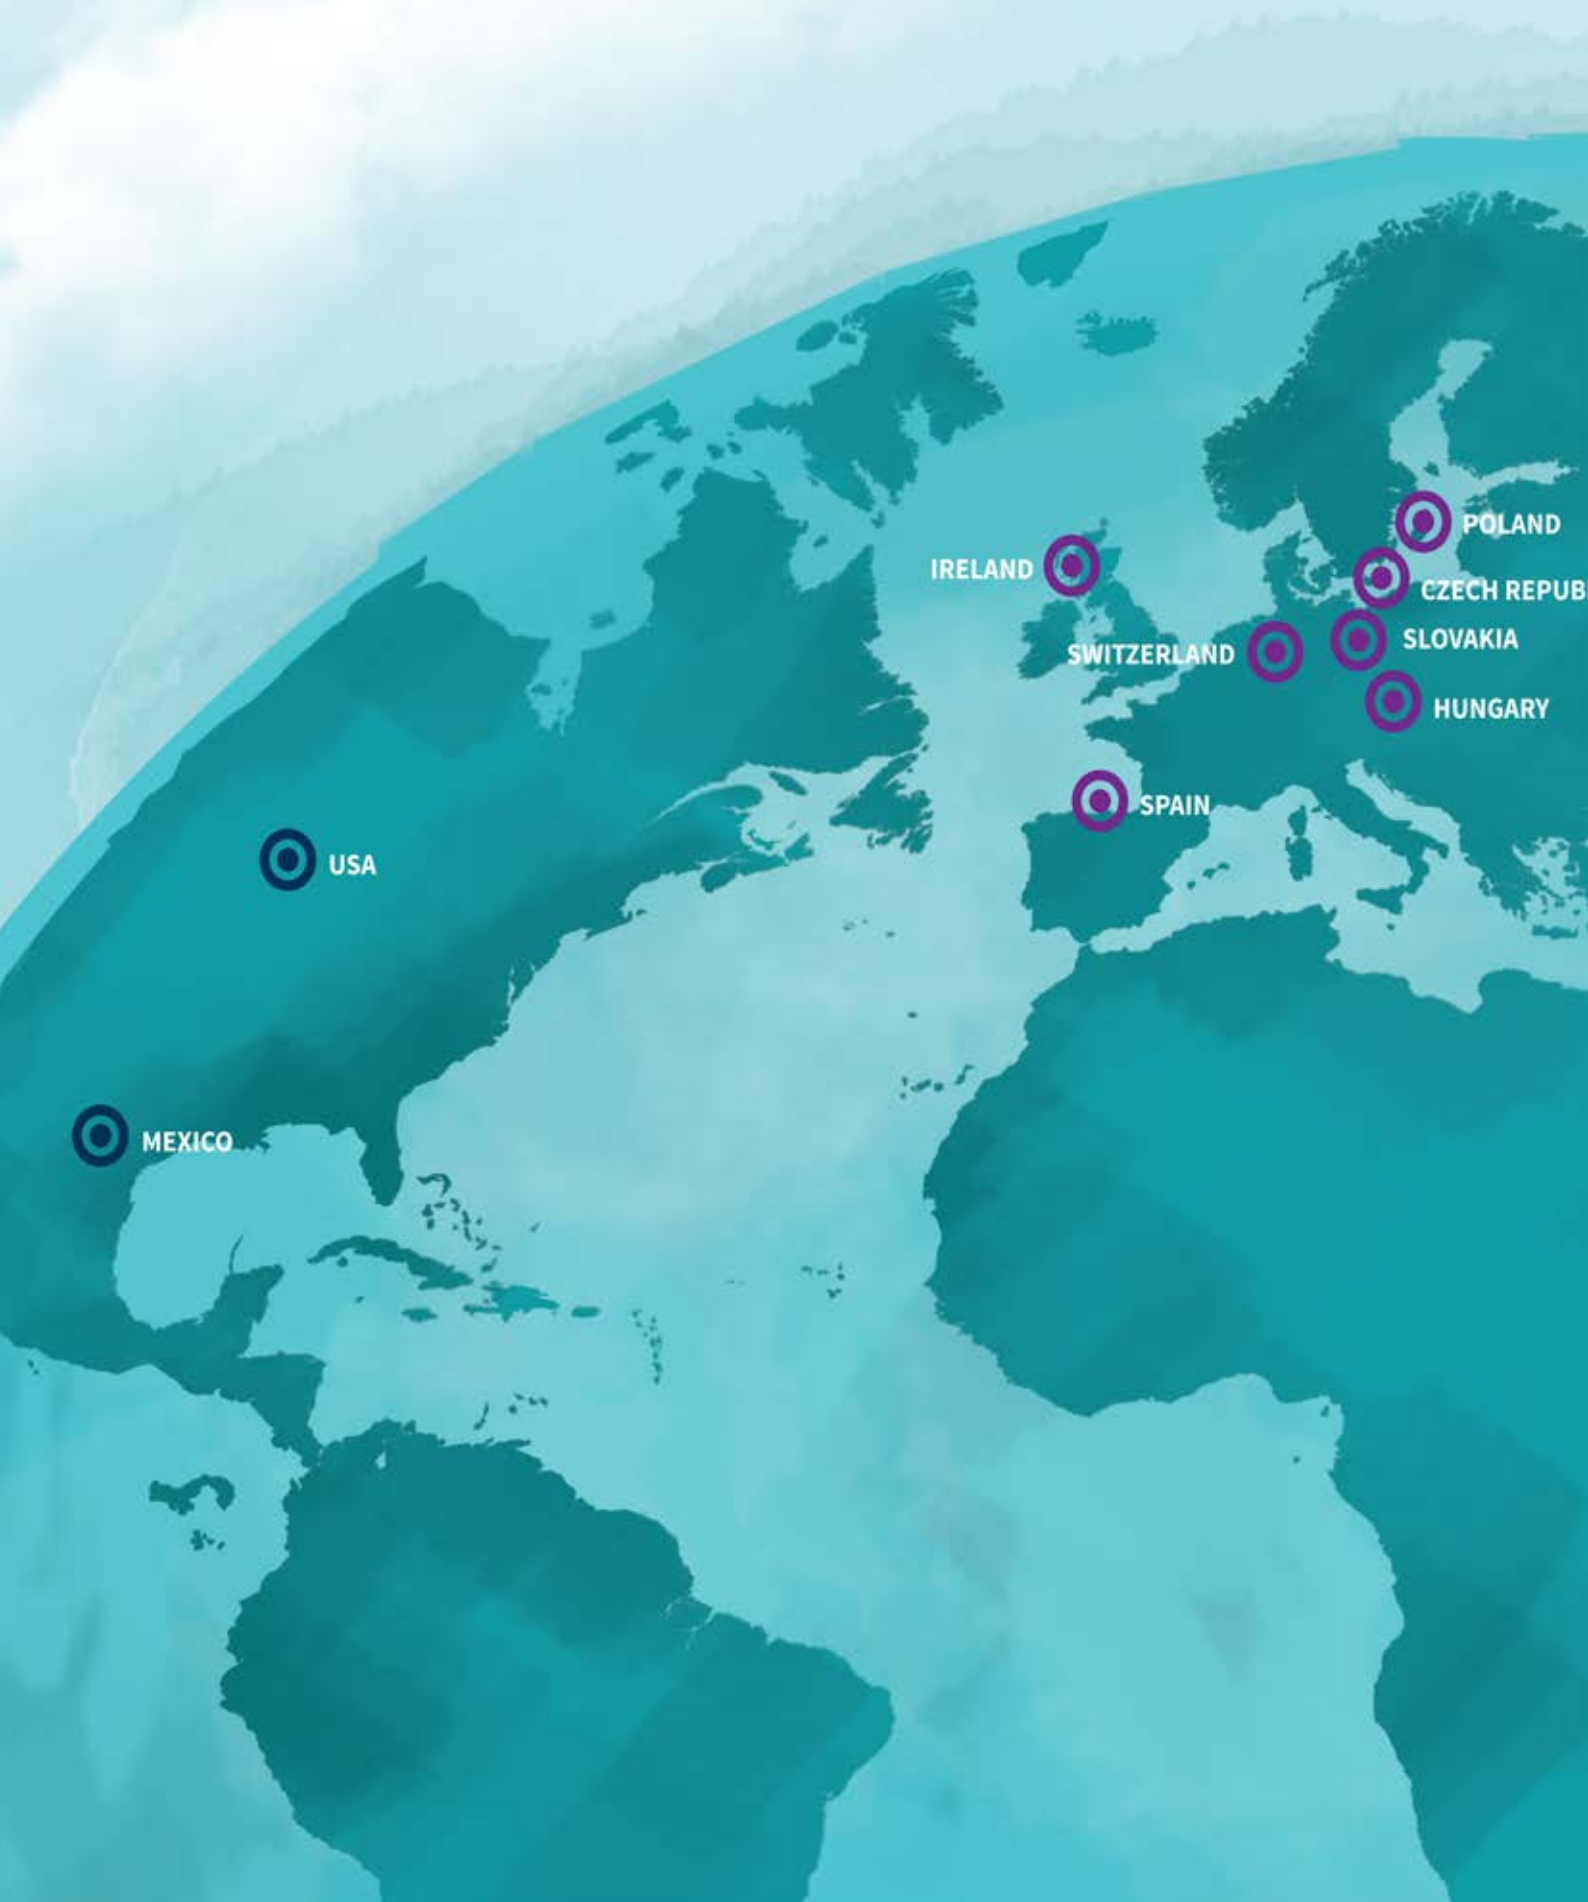 POLAND
IRELAND
CZECH REPUB
SLOVAKIA
SWITZERLAND
HUNGARY
SPAIN
USA
MEXICO